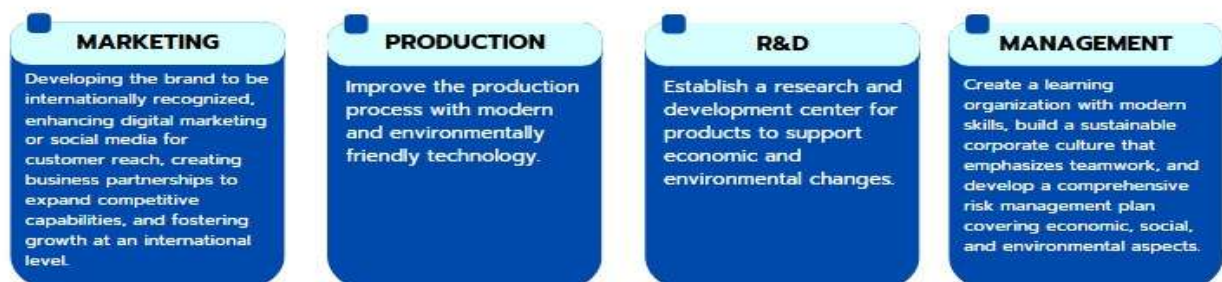 MARKETING
Developing the brand to be
internationally recognized,
enhancing digital marketing
or social media for
customer reach, creating
business partnerships to
expand competitive
capabilities, and fostering
growth at an international
level.
PRODUCTION
Improve the production
process with modern
and environmentally
friendly technology.
R&D
Establish a research and
development center for
products to support
economic and
environmental changes.
MANAGEMENT
Create a learning
organization with modern
skills, build a sustainable
corporate culture that
emphasizes teamwork, and
develop a comprehensive
risk management plan
covering economic, social,
and environmental aspects.